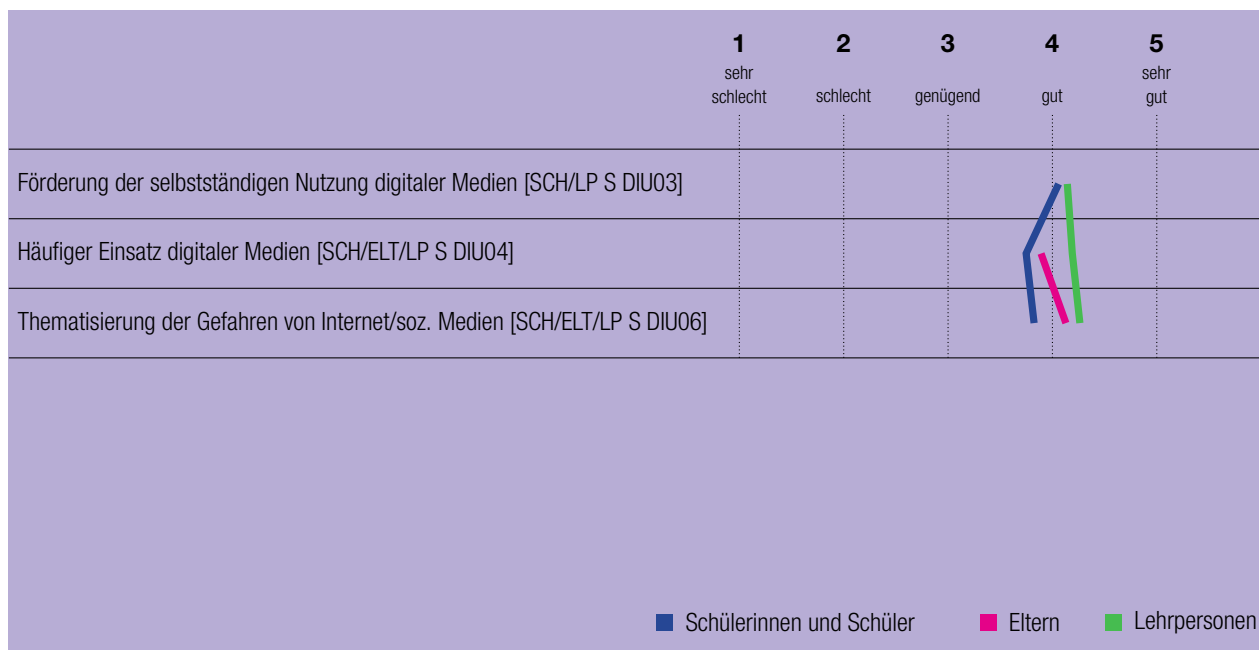 1 2 3 4 5
sehr schlecht schlecht genügend gut sehr gut
Förderung der selbstständigen Nutzung digitaler Medien [SCH/LP S DIU03]
Häufiger Einsatz digitaler Medien [SCH/ELT/LP S DIU04]
Thematisierung der Gefahren von Internet/soz. Medien [SCH/ELT/LP S DIU06]
Schülerinnen und Schüler Eltern Lehrpersonen